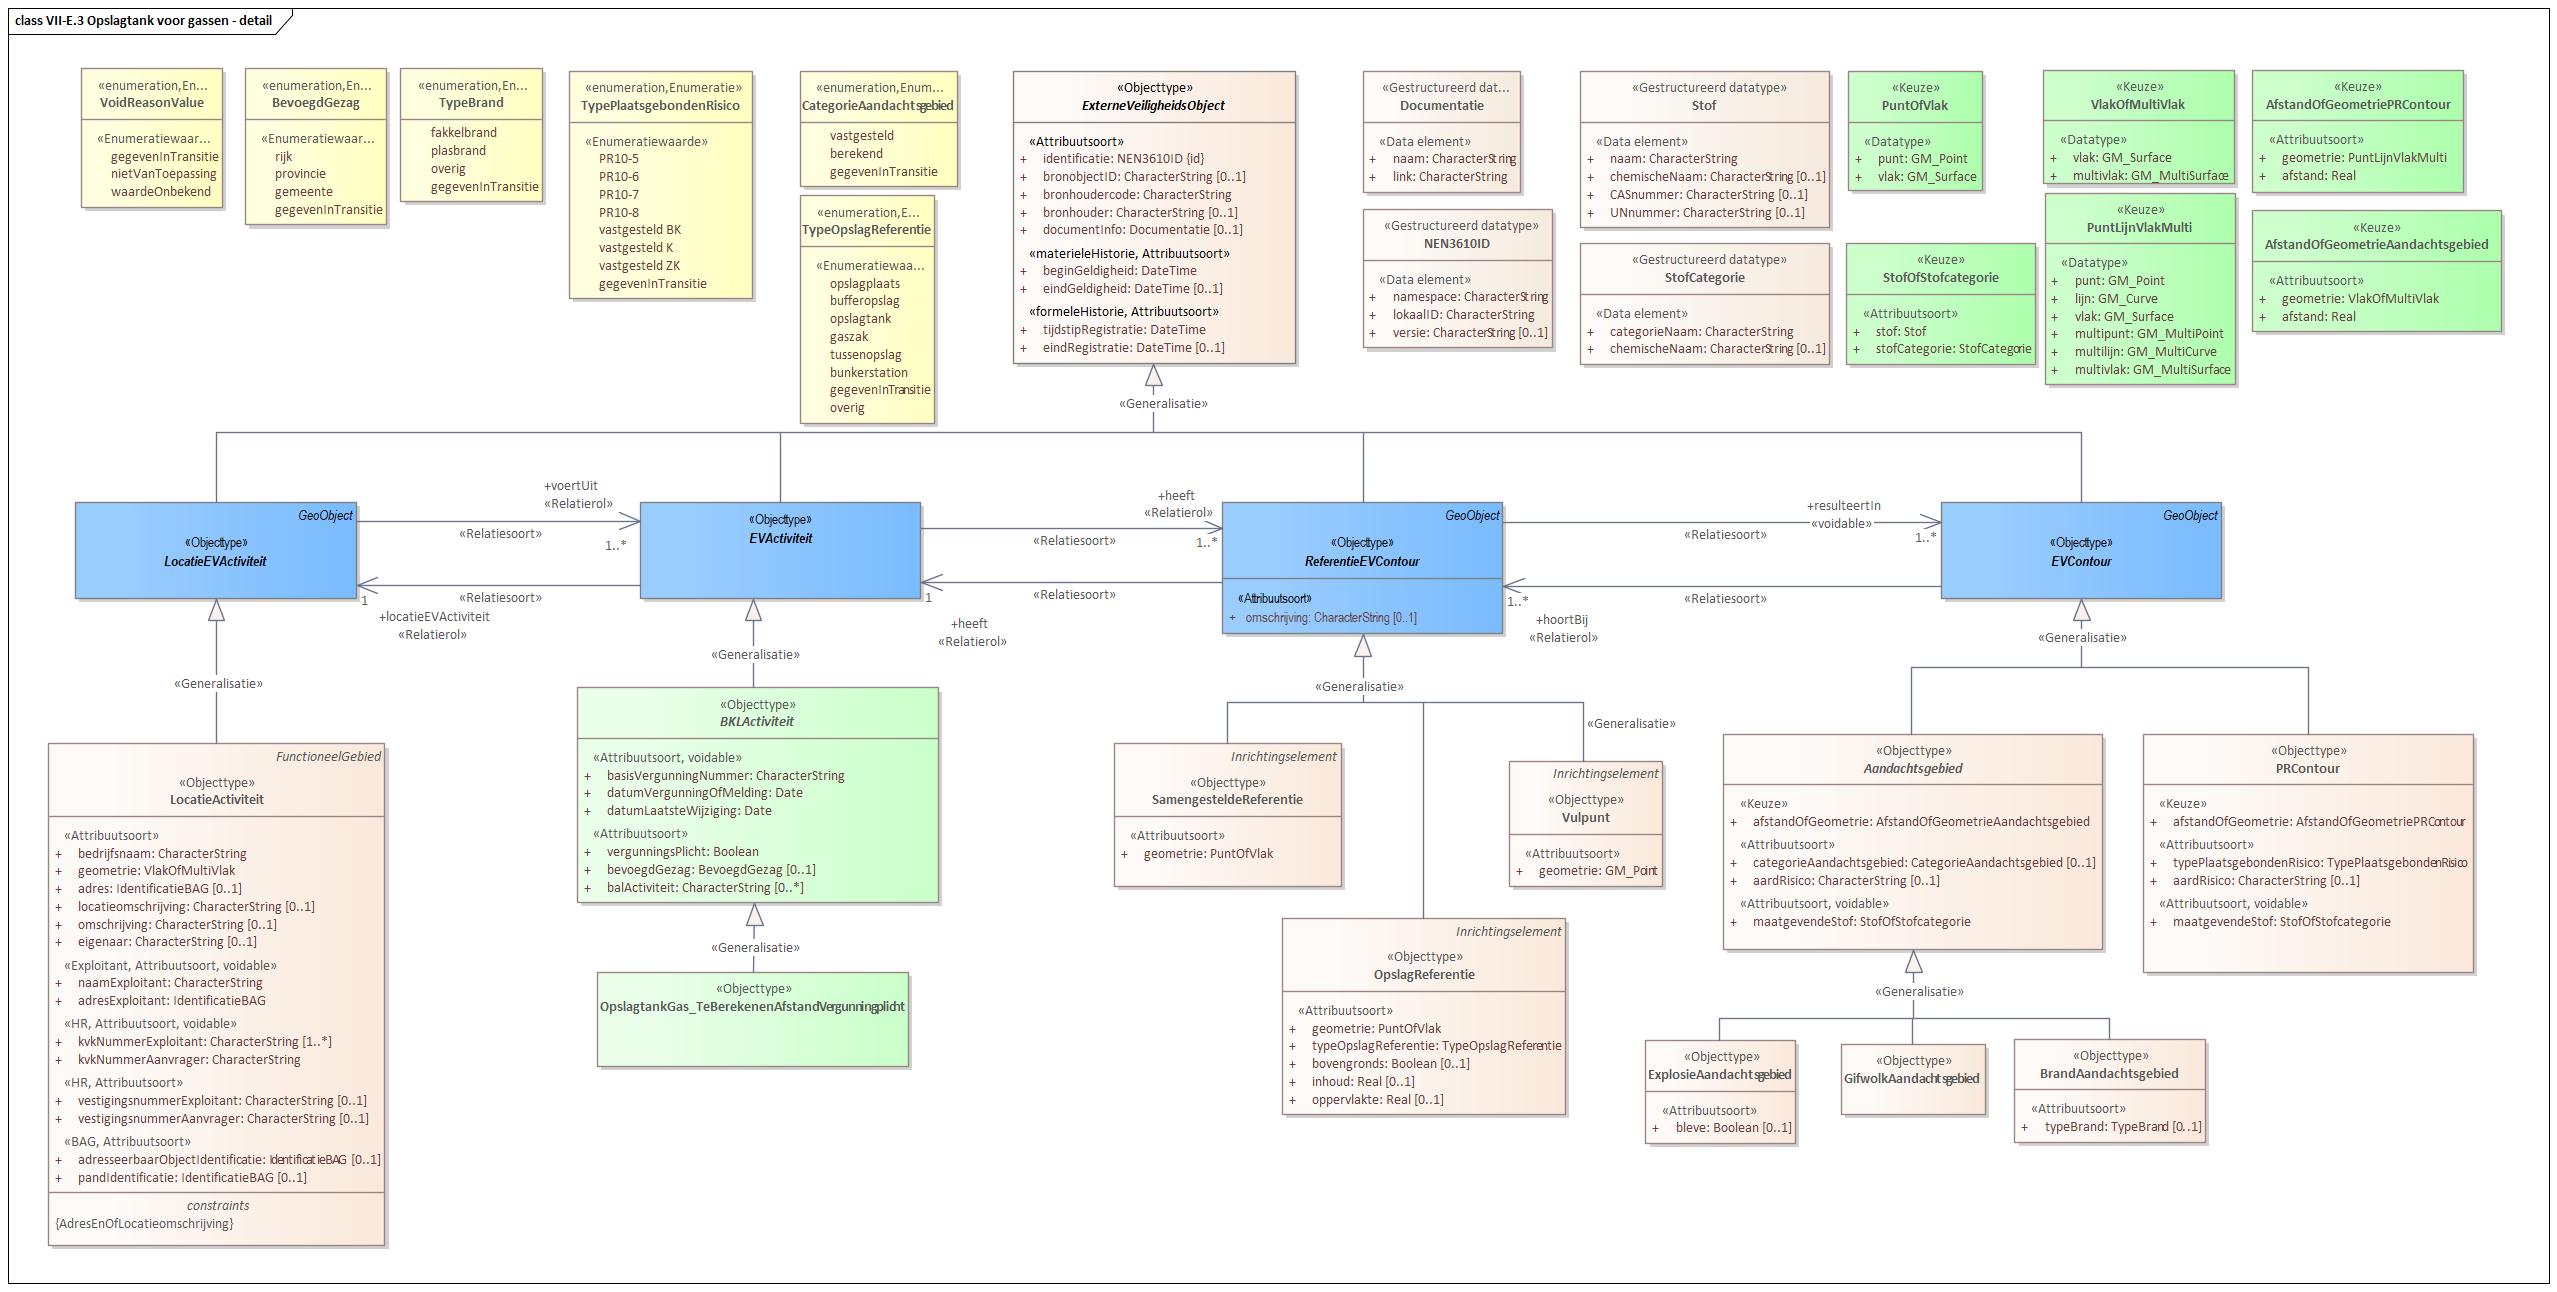 class VII-E.3 Opslagtank voor gassen - detail
«enumeration,En...
VoidReasonValue
«Enumeratiewaar...
gegevenInTransitie
nietVanToepassing
waardeOnbekend
«enumeration,En...
BevoegdGezag
«Enumeratiewaar...
rijk
provincie
gemeente
gegevenInTransitie
«enumeration,En...
TypeBrand
fakkelbrand
plasbrand
overig
gegevenInTransitie
«enumeration,Enumeratie»
TypePlaatsgebondenRisico
«Enumeratiewaarde»
PR10-5
PR10-6
PR10-7
PR10-8
vastgesteld BK
vastgesteld K
vastgesteld ZK
gegevenInTransitie
«enumeration,Enum...
CategorieAandachtsgebied
vastgesteld
berekend
gegevenInTransitie
«enumeration,E...
TypeOpslagReferentie
«Enumeratiewaa...
opslagplaats
bufferopslag
opslagtank
gaszak
tussenopslag
bunkerstation
gegevenInTransitie
overig
«Objecttype»
ExterneVeiligheidsObject
«Attribuutsoort»
+ identificatie: NEN3610ID {id}
+ bronobjectID: CharacterString [0..1]
+ bronhoudercode: CharacterString
+ bronhouder: CharacterString [0..1]
+ documentInfo: Documentatie [0..1]
«materieleHistorie, Attribuutsoort»
+ beginGeldigheid: DateTime
+ eindGeldigheid: DateTime [0..1]
«formeleHistorie, Attribuutsoort»
+ tijdstipRegistratie: DateTime
+ eindRegistratie: DateTime [0..1]
«Gestructureerd dat...
Documentatie
«Data element»
+ naam: CharacterString
+ link: CharacterString
«Gestructureerd datatype»
NEN3610ID
«Data element»
+ namespace: CharacterString
+ lokaalID: CharacterString
+ versie: CharacterString [0..1]
«Gestructureerd datatype»
Stof
«Data element»
+ naam: CharacterString
+ chemischeNaam: CharacterString [0..1]
+ CASnummer: CharacterString [0..1]
+ UNnummer: CharacterString [0..1]
«Gestructureerd datatype»
StofCategorie
«Data element»
+ categorieNaam: CharacterString
+ chemischeNaam: CharacterString [0..1]
«Keuze»
PuntOfVlak
«Datatype»
+ punt: GM_Point
+ vlak: GM_Surface
«Keuze»
StofOfStofcategorie
«Attribuutsoort»
+ stof: Stof
+ stofCategorie: StofCategorie
«Keuze»
VlakOfMultiVlak
«Datatype»
+ vlak: GM_Surface
+ multivlak: GM_MultiSurface
«Keuze»
PuntLijnVlakMulti
«Datatype»
+ punt: GM_Point
+ lijn: GM_Curve
+ vlak: GM_Surface
+ multipunt: GM_MultiPoint
+ multilijn: GM_MultiCurve
+ multivlak: GM_MultiSurface
«Keuze»
AfstandOfGeometriePRContour
«Attribuutsoort»
+ geometrie: PuntLijnVlakMulti
+ afstand: Real
«Keuze»
AfstandOfGeometrieAandachtsgebied
«Attribuutsoort»
+ geometrie: VlakOfMultiVlak
+ afstand: Real
«Generalisatie»
GeoObject
«Objecttype»
LocatieEVActiviteit
+voertUit
«Relatierol»
«Relatiesoort»
1..*
«Relatiesoort»
1
+locatieEVActiviteit
«Relatierol»
«Objecttype»
EVActiviteit
+heeft
«Relatierol»
«Relatiesoort»
1..*
«Relatiesoort»
1
+heeft
«Relatierol»
GeoObject
«Objecttype»
ReferentieEVContour
«Attribuutsoort»
+ omschrijving: CharacterString [0..1]
+resulteertIn
«voidable»
«Relatiesoort»
1..*
«Relatiesoort»
1..*
+hoortBij
«Relatierol»
GeoObject
«Objecttype»
EVContour
«Generalisatie»
«Generalisatie»
«Generalisatie»
«Generalisatie»
«Generalisatie»
FunctioneelGebied
«Objecttype»
LocatieActiviteit
«Attribuutsoort»
+ bedrijfsnaam: CharacterString
+ geometrie: VlakOfMultiVlak
+ adres: IdentificatieBAG [0..1]
+ locatieomschrijving: CharacterString [0..1]
+ omschrijving: CharacterString [0..1]
+ eigenaar: CharacterString [0..1]
«Exploitant, Attribuutsoort, voidable»
+ naamExploitant: CharacterString
+ adresExploitant: IdentificatieBAG
«HR, Attribuutsoort, voidable»
+ kvkNummerExploitant: CharacterString [1..*]
+ kvkNummerAanvrager: CharacterString
«HR, Attribuutsoort»
+ vestigingsnummerExploitant: CharacterString [0..1]
+ vestigingsnummerAanvrager: CharacterString [0..1]
«BAG, Attribuutsoort»
+ adresseerbaarObjectIdentificatie: IdentificatieBAG [0..1]
+ pandIdentificatie: IdentificatieBAG [0..1]
constraints
{AdresEnOfLocatieomschrijving}
«Objecttype»
BKLActiviteit
«Attribuutsoort, voidable»
+ basisVergunningNummer: CharacterString
+ datumVergunningOfMelding: Date
+ datumLaatsteWijziging: Date
«Attribuutsoort»
+ vergunningsPlicht: Boolean
+ bevoegdGezag: BevoegdGezag [0..1]
+ balActiviteit: CharacterString [0..*]
«Generalisatie»
«Objecttype»
OpslagtankGas_TeBerekenenAfstandVergunningplicht
Inrichtingselement
«Objecttype»
SamengesteldeReferentie
«Attribuutsoort»
+ geometrie: PuntOfVlak
Inrichtingselement
«Objecttype»
Vulpunt
«Attribuutsoort»
+ geometrie: GM_Point
Inrichtingselement
«Objecttype»
OpslagReferentie
«Attribuutsoort»
+ geometrie: PuntOfVlak
+ typeOpslagReferentie: TypeOpslagReferentie
+ bovengronds: Boolean [0..1]
+ inhoud: Real [0..1]
+ oppervlakte: Real [0..1]
«Objecttype»
Aandachtsgebied
«Keuze»
+ afstandOfGeometrie: AfstandOfGeometrieAandachtsgebied
«Attribuutsoort»
+ categorieAandachtsgebied: CategorieAandachtsgebied [0..1]
+ aardRisico: CharacterString [0..1]
«Attribuutsoort, voidable»
+ maatgevendeStof: StofOfStofcategorie
«Objecttype»
PRContour
«Keuze»
+ afstandOfGeometrie: AfstandOfGeometriePRContour
«Attribuutsoort»
+ typePlaatsgebondenRisico: TypePlaatsgebondenRisico
+ aardRisico: CharacterString [0..1]
«Attribuutsoort, voidable»
+ maatgevendeStof: StofOfStofcategorie
«Generalisatie»
«Objecttype»
ExplosieAandachtsgebied
«Attribuutsoort»
+ bleve: Boolean [0..1]
«Objecttype»
GifwolkAandachtsgebied
«Objecttype»
BrandAandachtsgebied
«Attribuutsoort»
+ typeBrand: TypeBrand [0..1]